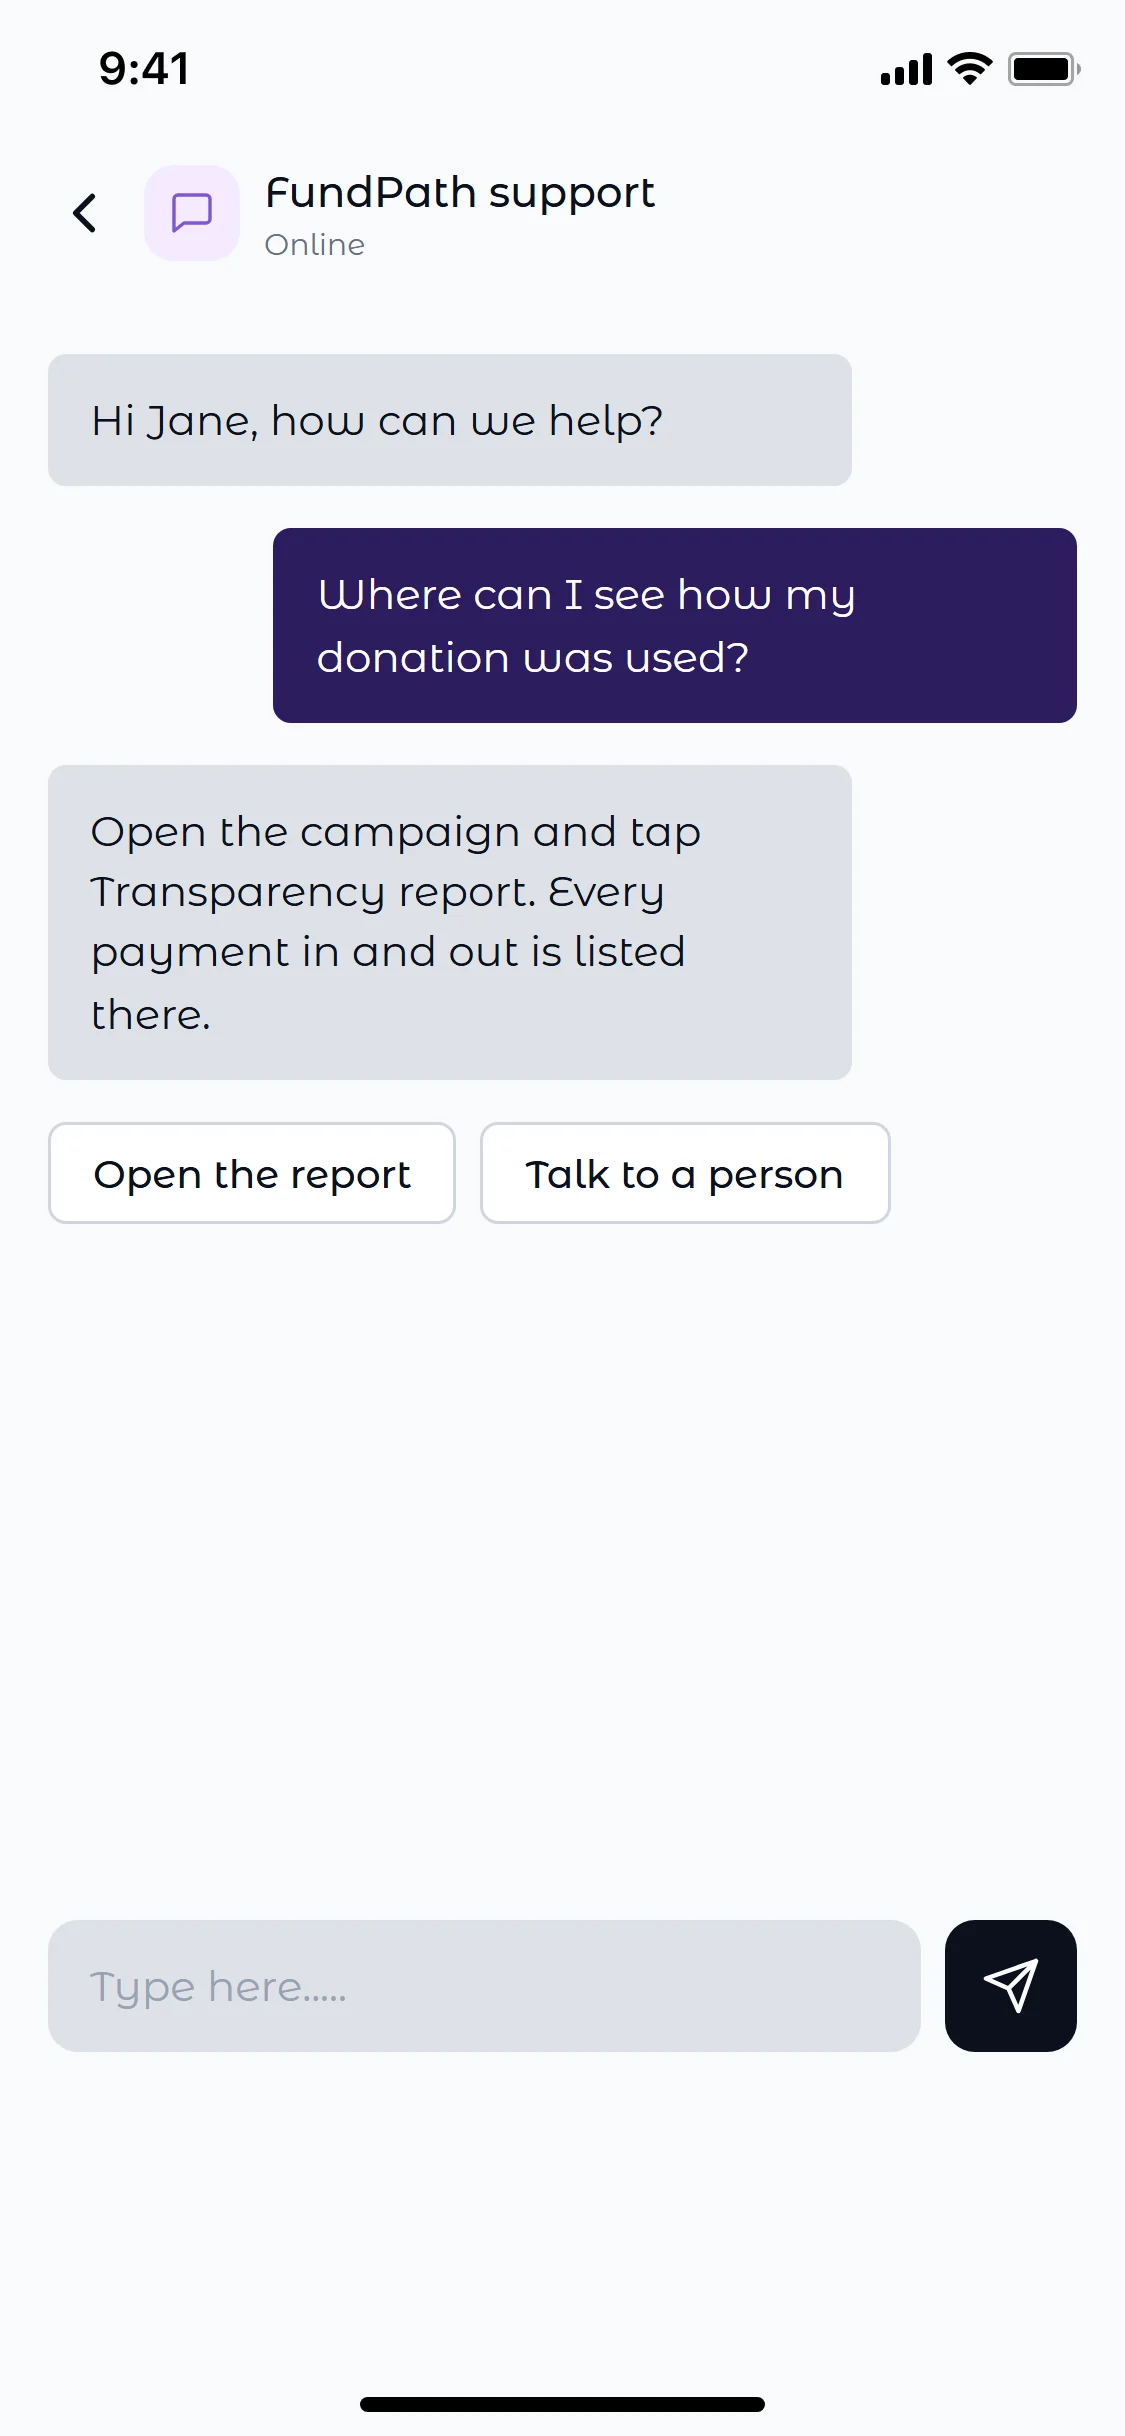 9:41
FundPath support
Online
Hi Jane, how can we help?
Where can I see how my
donation was used?
Open the campaign and tap
Transparency report. Every
payment in and out is listed
there.
Open the report
Talk to a person
Type here.....